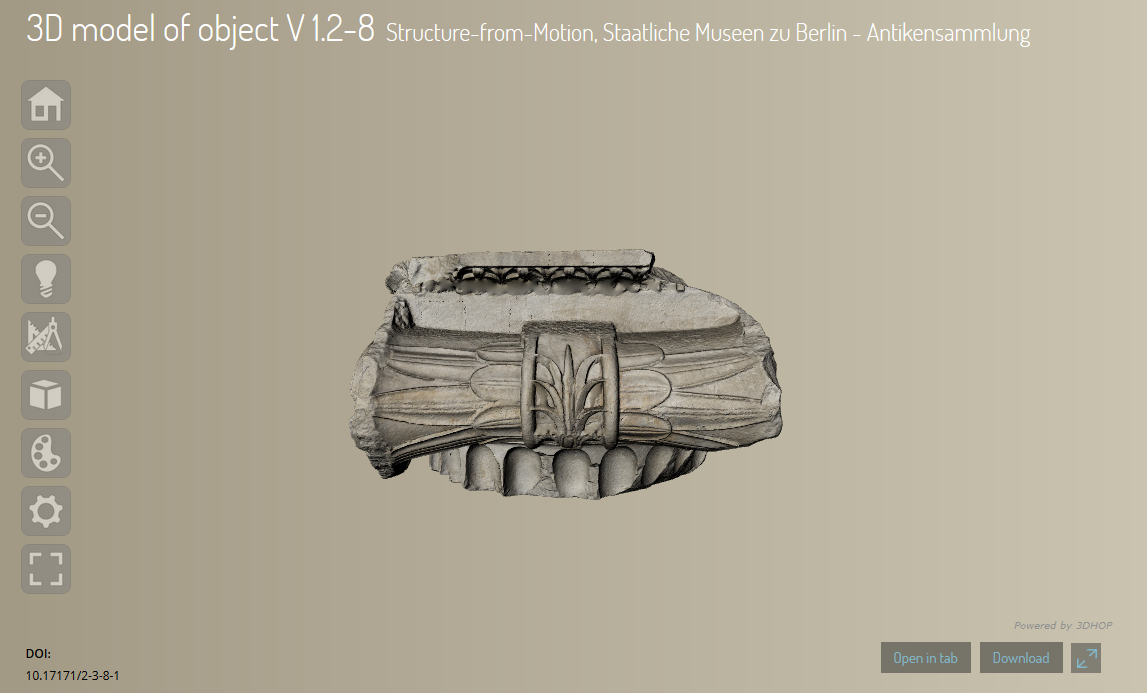 3D model of object V 1.2-8 Structure-from-Motion, Staatliche Museen zu Berlin - Antikensammlung
Powered by 3DHOP
DOI:
10.17171/2-3-8-1
Open in tab
Download